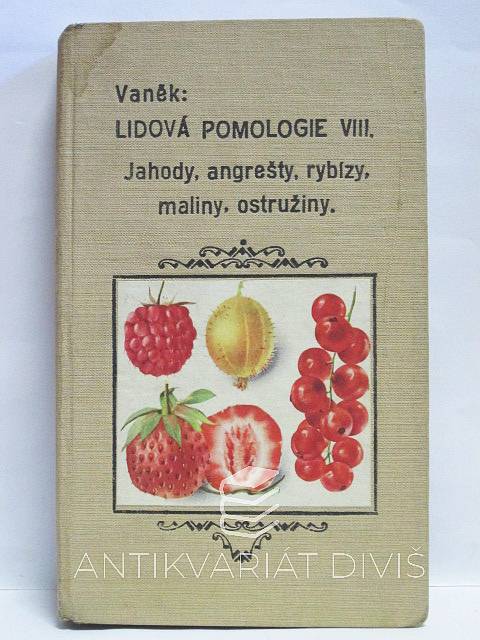 Vaněk:
LIDOVÁ POMOLOGIE VIII.
Jahody, angrešty, rybízy,
maliny, ostružiny.
ANTIKVARIÁT DIVIŠ